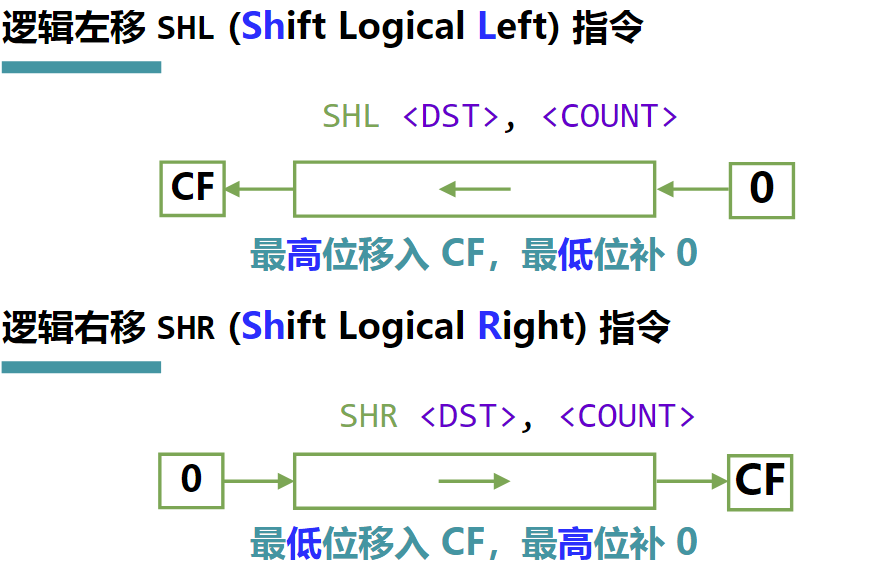 逻辑左移 SHL (Shift Logical Left) 指令
SHL <DST>, <COUNT>
CF 0
最高位移入 CF，最低位补 0
逻辑右移 SHR (Shift Logical Right) 指令
SHR <DST>, <COUNT>
0 CF
最低位移入 CF，最高位补 0